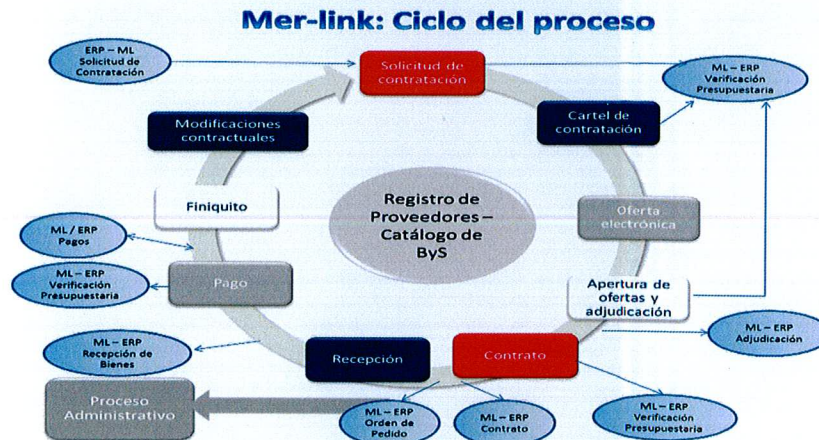 Mer-link: Ciclo del proceso
ERP – ML
Solicitud de
Contratación
Solicitud de
contratación
ML – ERP
Verificación
Presupuestaria
Modificaciones
contractuales
Cartel de
contratación
Finiquito
Registro de
Proveedores –
Catálogo de
ByS
Oferta
electrónica
ML / ERP
Pagos
ML – ERP
Verificación
Presupuestaria
Pago
Apertura de
ofertas y
adjudicación
ML – ERP
Recepción de
Bienes
Recepción
Contrato
ML – ERP
Adjudicación
Proceso
Administrativo
ML – ERP
Orden de
Pedido
ML – ERP
Contrato
ML – ERP
Verificación
Presupuestaria